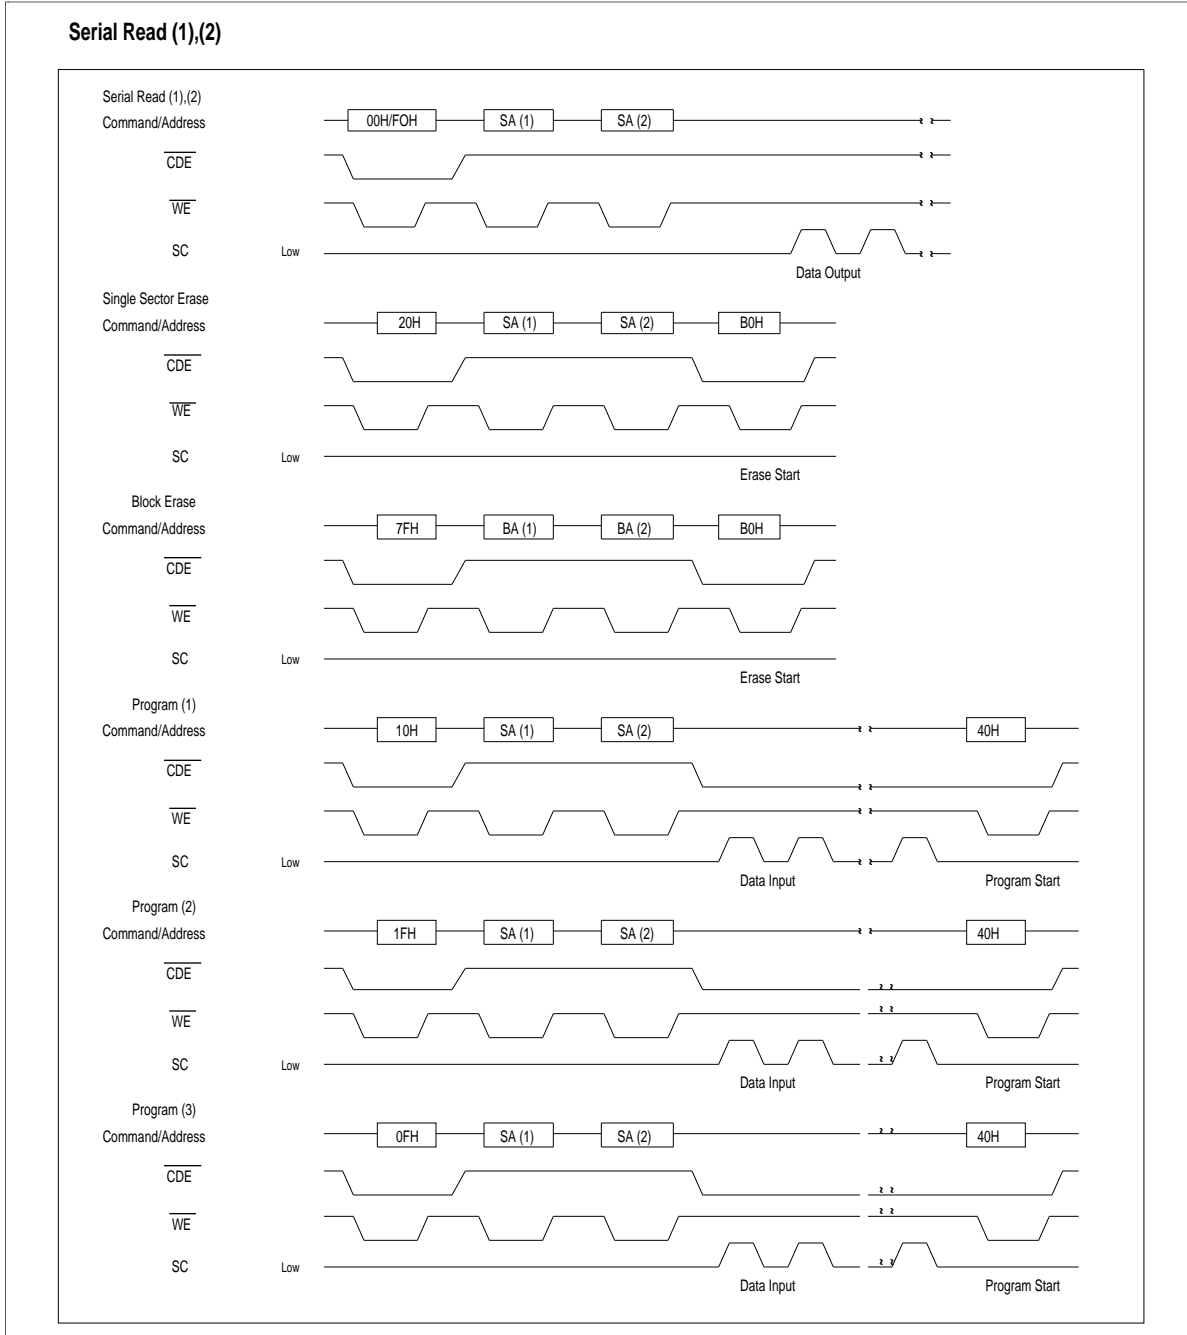 Serial Read (1),(2)
Serial Read (1),(2)
Command/Address 00H/FOH SA (1) SA (2)
CDE
WE
SC Low
Data Output
Single Sector Erase
Command/Address 20H SA (1) SA (2) B0H
CDE
WE
SC Low
Erase Start
Block Erase
Command/Address 7FH BA (1) BA (2) B0H
CDE
WE
SC Low
Erase Start
Program (1)
Command/Address 10H SA (1) SA (2) 40H
CDE
WE
SC Low
Data Input Program Start
Program (2)
Command/Address 1FH SA (1) SA (2) 40H
CDE
WE
SC Low
Data Input Program Start
Program (3)
Command/Address 0FH SA (1) SA (2) 40H
CDE
WE
SC Low
Data Input Program Start